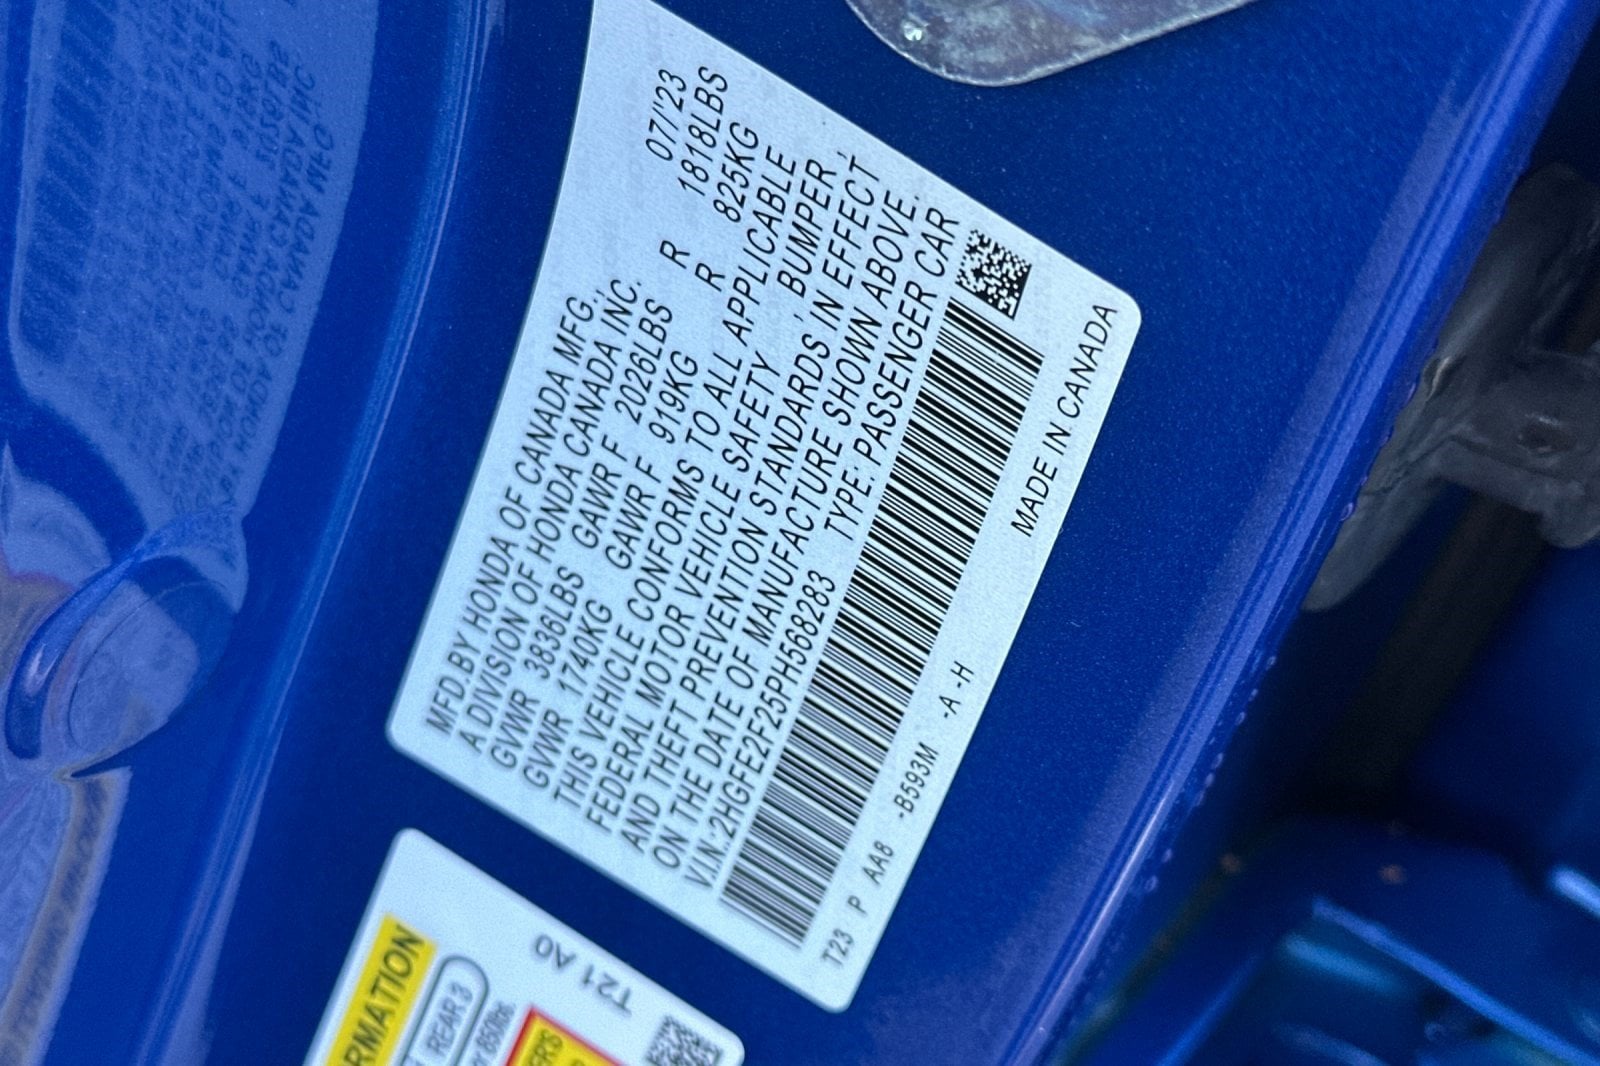 MFD.BY HONDA OF CANADA MFG., 07/'23
A DIVISION OF HONDA CANADA INC.
GVWR 3836LBS GAWR F 2026LBS R 1818LBS
GVWR 1740KG GAWR F 919KG R 825KG
THIS VEHICLE CONFORMS TO ALL APPLICABLE
FEDERAL MOTOR VEHICLE SAFETY , BUMPER ,
AND THEFT PREVENTION STANDARDS IN EFFECT
ON THE DATE OF MANUFACTURE SHOWN ABOVE.
V.I.N.:2HGFE2F25PH568283 TYPE: PASSENGER CAR
T23 P AA8 -B593M -A -H MADE IN CANADA
REAR 3
T21 A0